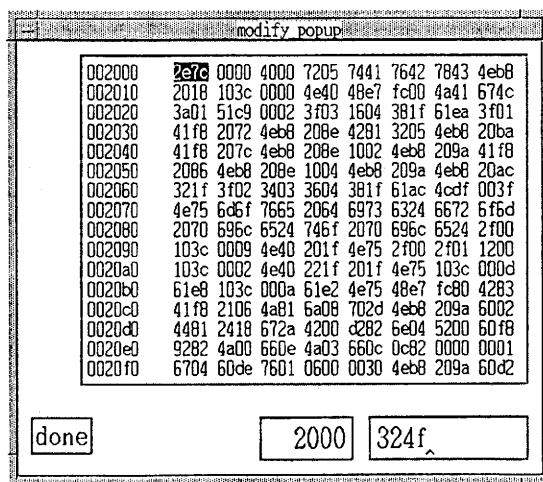 modify popup
002000 2e7c 0000 4000 7205 7441 7642 7843 4eb8
002010 2018 103c 0000 4e40 48e7 fc00 4a41 674c
002020 3a01 51c9 0002 3f03 1604 381f 61ea 3f01
002030 41f8 2072 4eb8 208e 4281 3205 4eb8 20ba
002040 41f8 207c 4eb8 208e 1002 4eb8 209a 41f8
002050 2086 4eb8 208e 1004 4eb8 209a 4eb8 20ac
002060 321f 3f02 3403 3604 381f 61ac 4cdf 003f
002070 4e75 6d6f 7665 2064 6973 6324 6672 6f6d
002080 2070 696c 6524 746f 2070 696c 6524 2f00
002090 103c 0009 4e40 201f 4e75 2f00 2f01 1200
0020a0 103c 0002 4e40 221f 201f 4e75 103c 000d
0020b0 61e8 103c 000a 61e2 4e75 48e7 fc80 4283
0020c0 41f8 2106 4a81 6a08 702d 4eb8 209a 6002
0020d0 4481 2418 672a 4200 d282 6e04 5200 60f8
0020e0 9282 4a00 660e 4a03 660c 0c82 0000 0001
0020f0 6704 60de 7601 0600 0030 4eb8 209a 60d2
done 2000 324f^